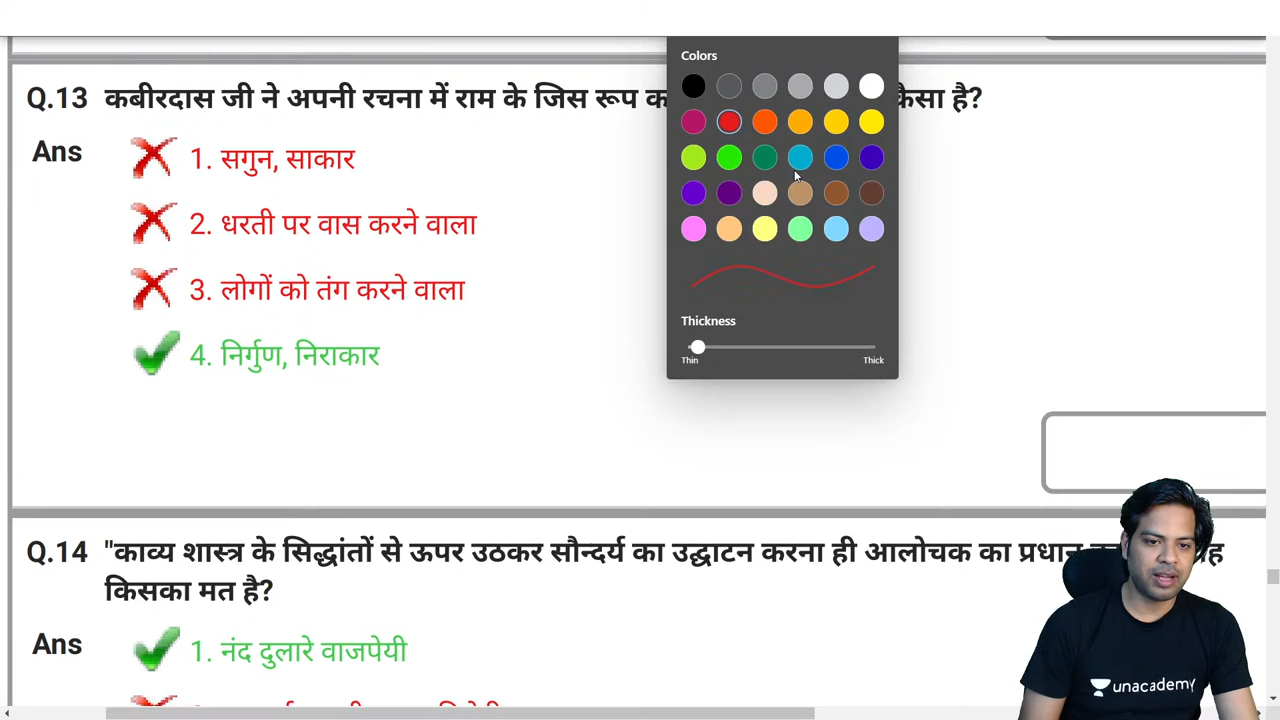 Colors
Q.13 कबीरदास जी ने अपनी रचना में राम के जिस रूप है?
Ans 1. सगुन, साकार
2. धरती पर वास करने वाला
3. लोगों को तंग करने वाला
Thickness
Thin Thick
4. निर्गुण, निराकार
Q.14 "काव्य शास्त्र के सिद्धांतों से ऊपर उठकर सौन्दर्य का उद्घाटन करना ही आलोचक का प्रधान
किसका मत है?
Ans 1. नंद दुलारे वाजपेयी
unacademy